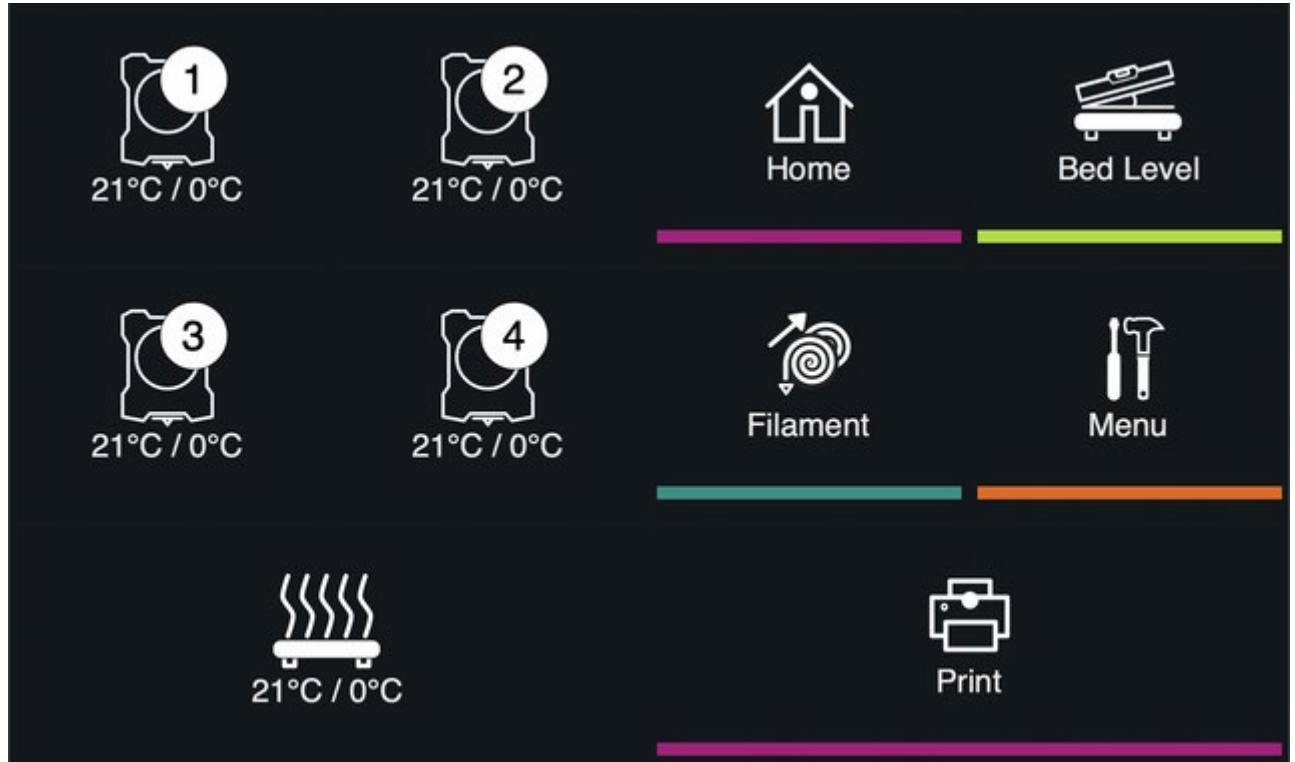 1
2
21°C / 0°C
21°C / 0°C
Home
Bed Level
3
4
21°C / 0°C
21°C / 0°C
Filament
Menu
21°C / 0°C
Print